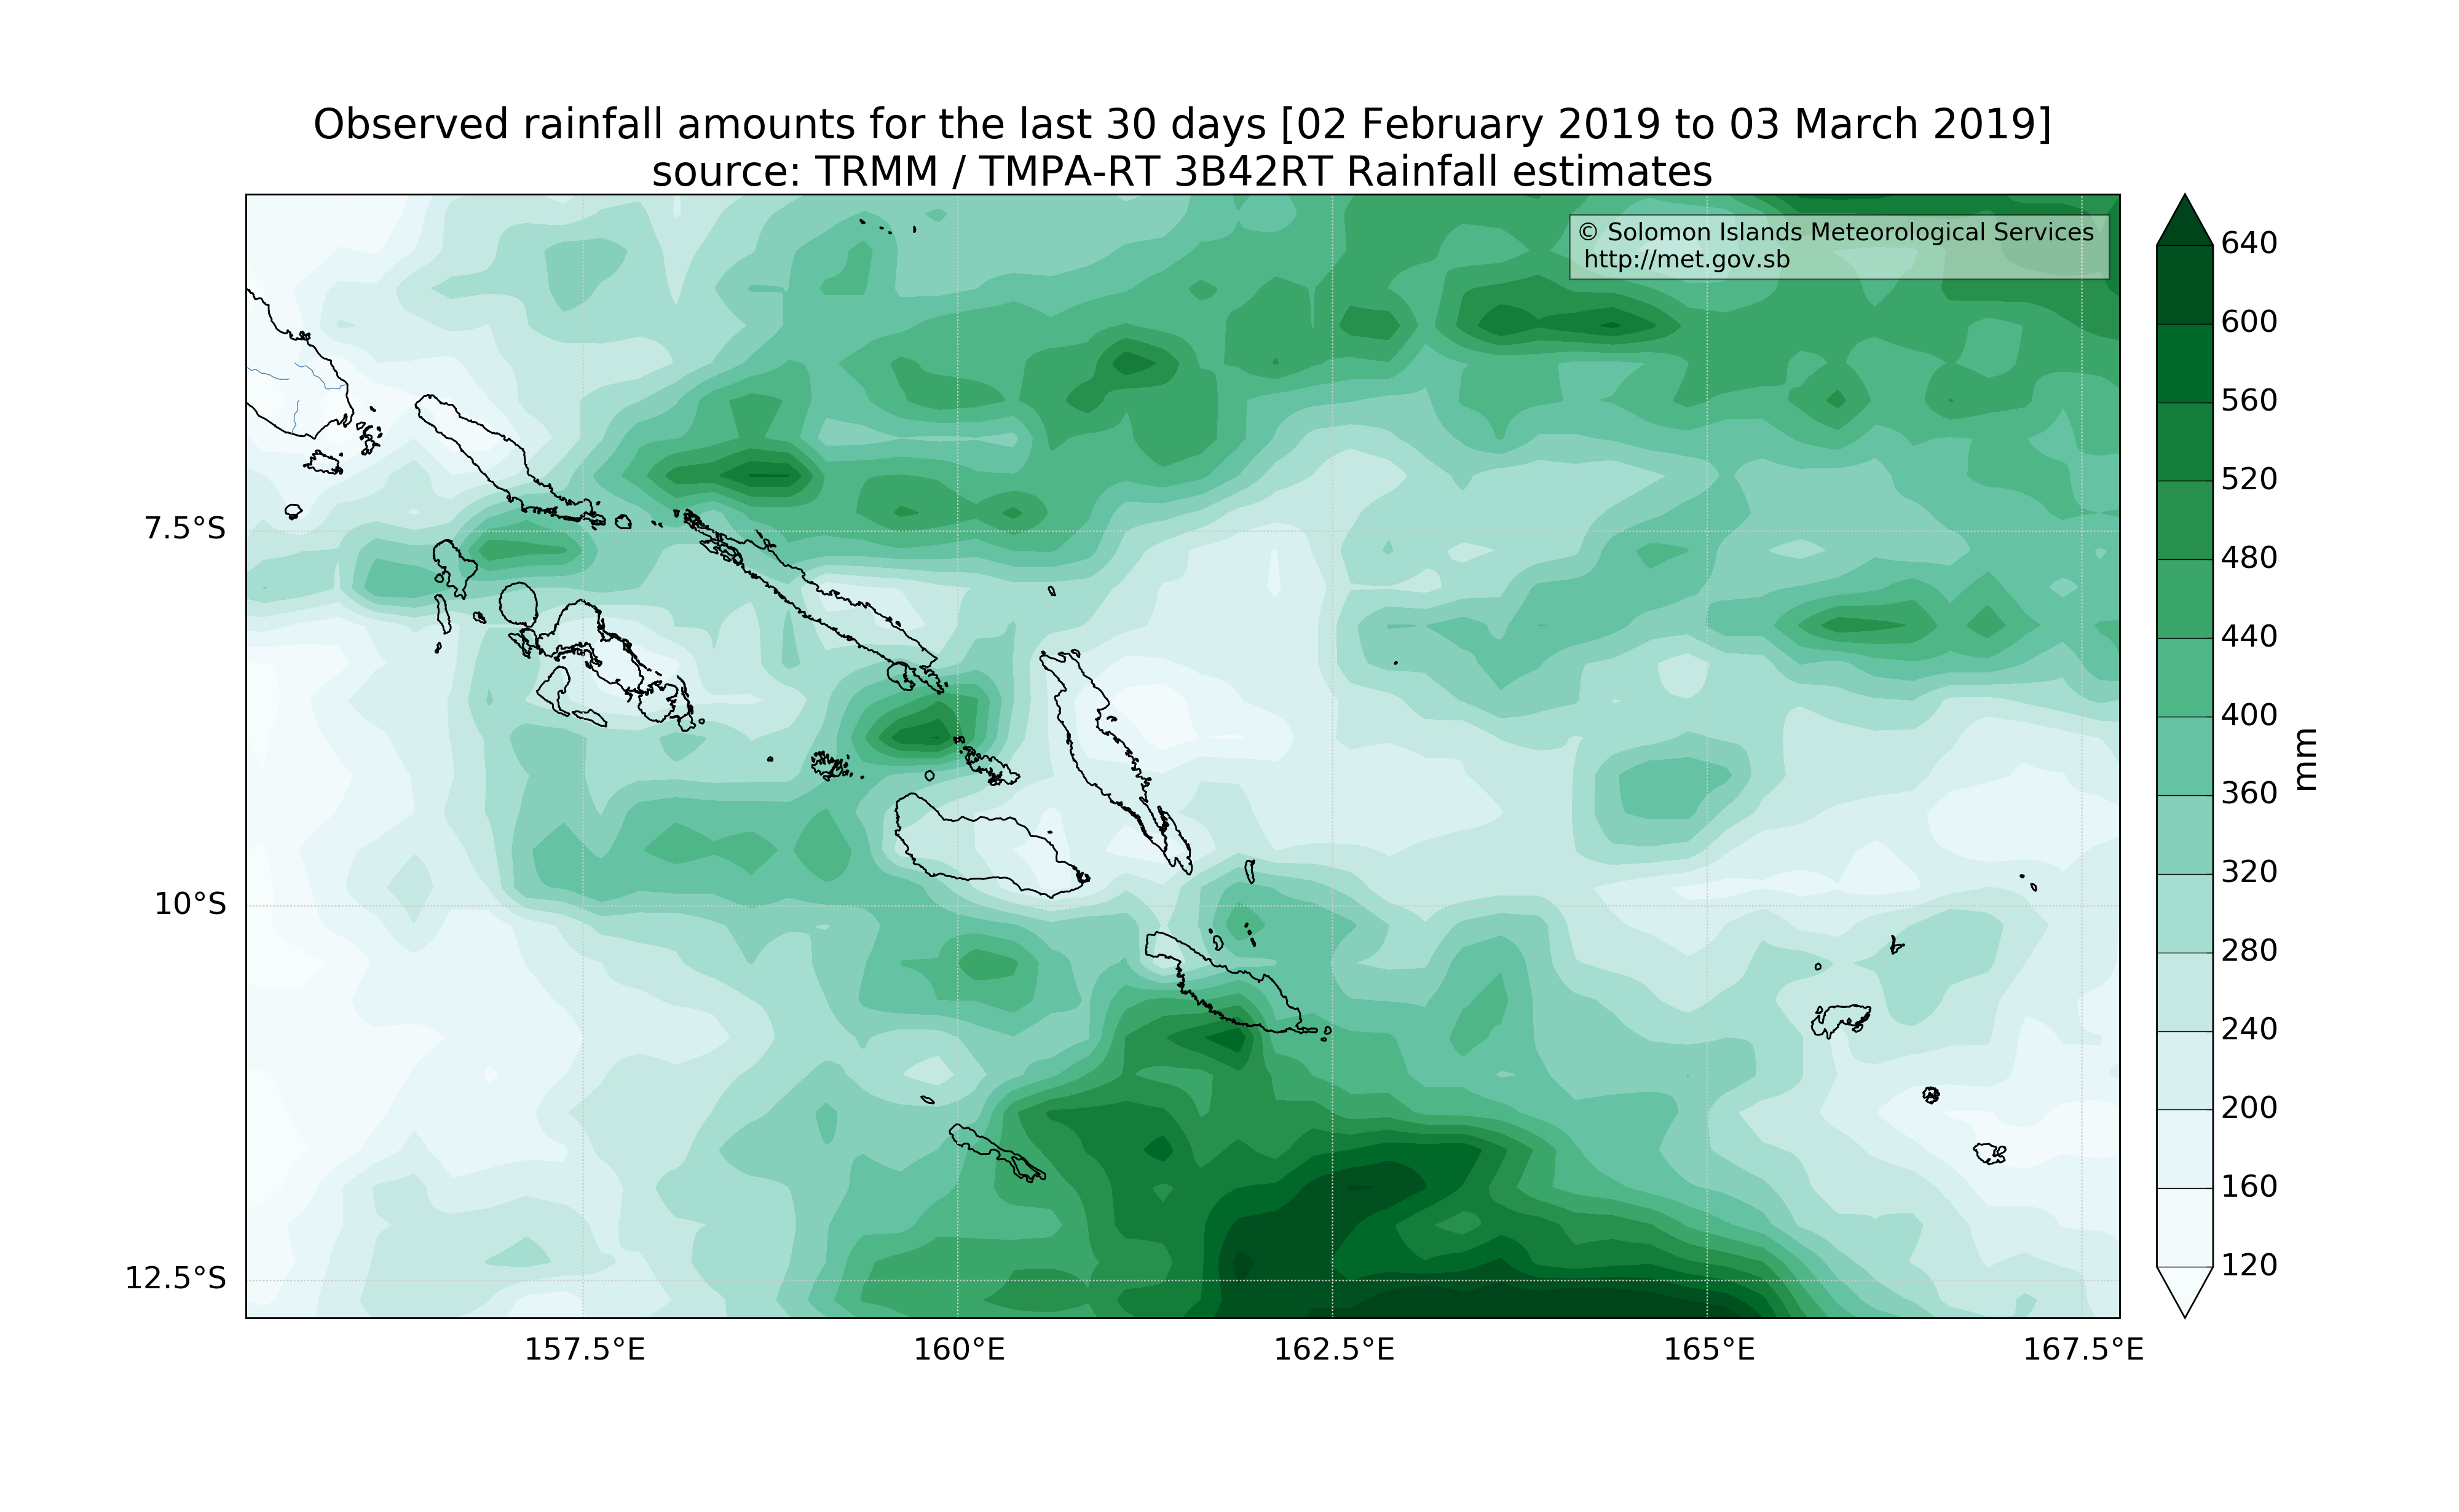 Observed rainfall amounts for the last 30 days [02 February 2019 to 03 March 2019]
source: TRMM / TMPA-RT 3B42RT Rainfall estimates
© Solomon Islands Meteorological Services
http://met.gov.sb
7.5°S
10°S
12.5°S
157.5°E
160°E
162.5°E
165°E
167.5°E
640
600
560
520
480
440
400
360
320
280
240
200
160
120
mm